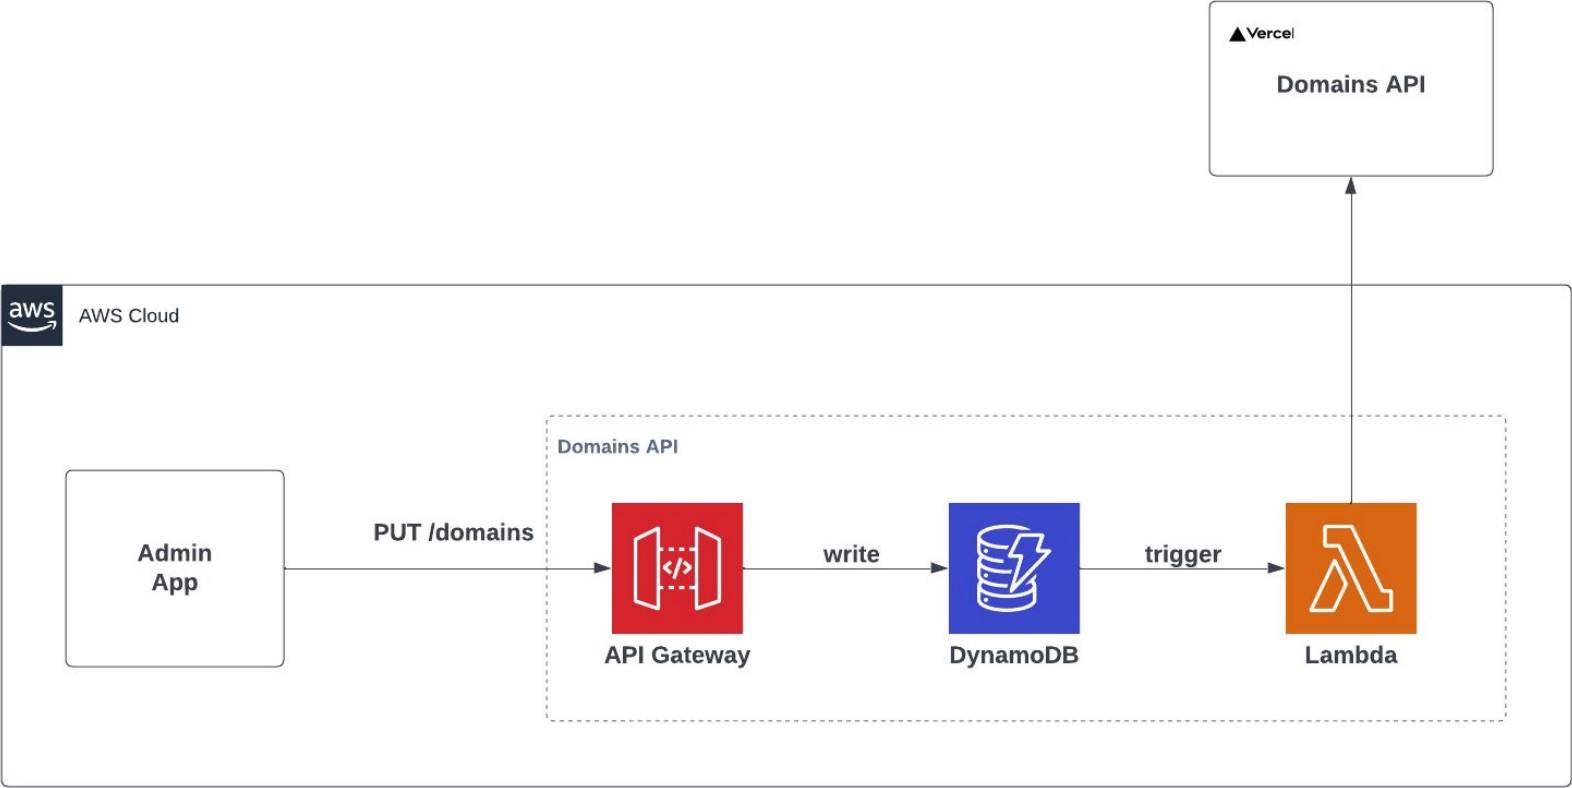 Vercel
Domains API
aws
AWS Cloud
Domains API
Admin
App
PUT /domains
</>
write
trigger
API Gateway
DynamoDB
Lambda